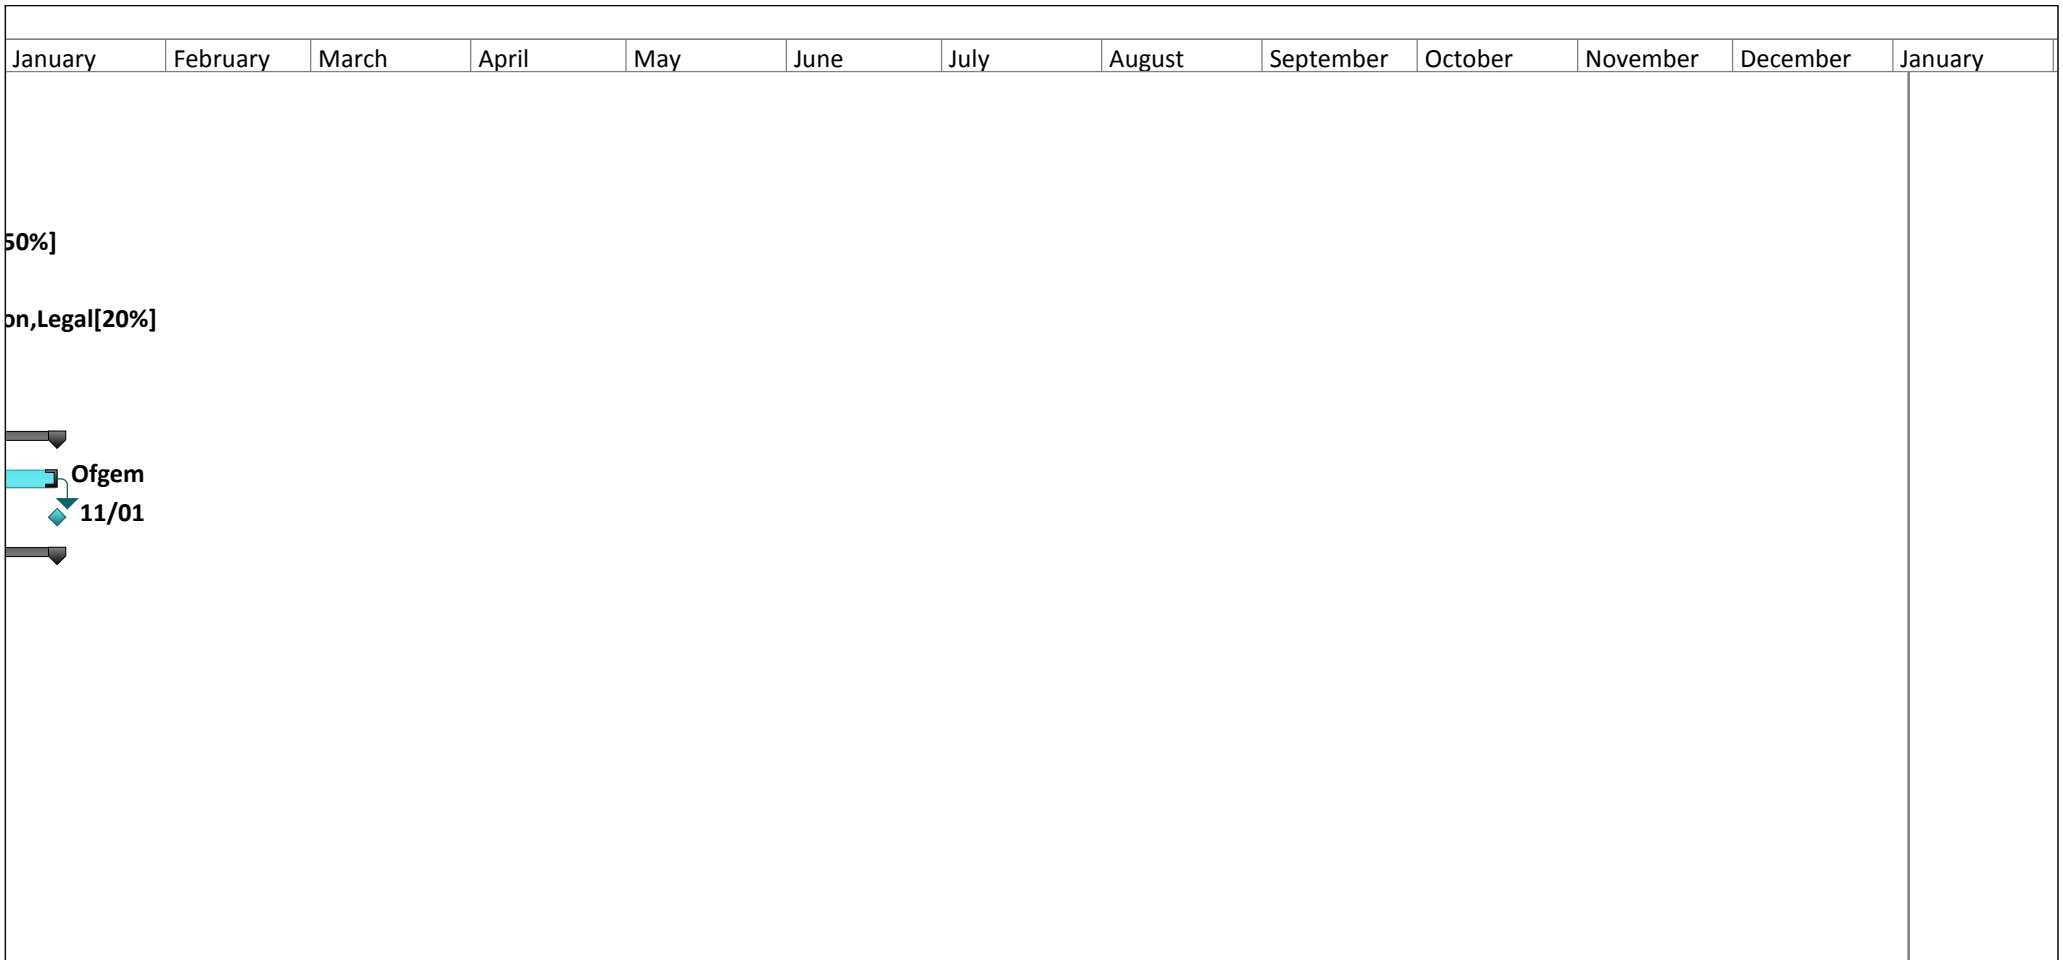 January February March April May June July August September October November December January
50%]
on,Legal[20%]
Ofgem
11/01